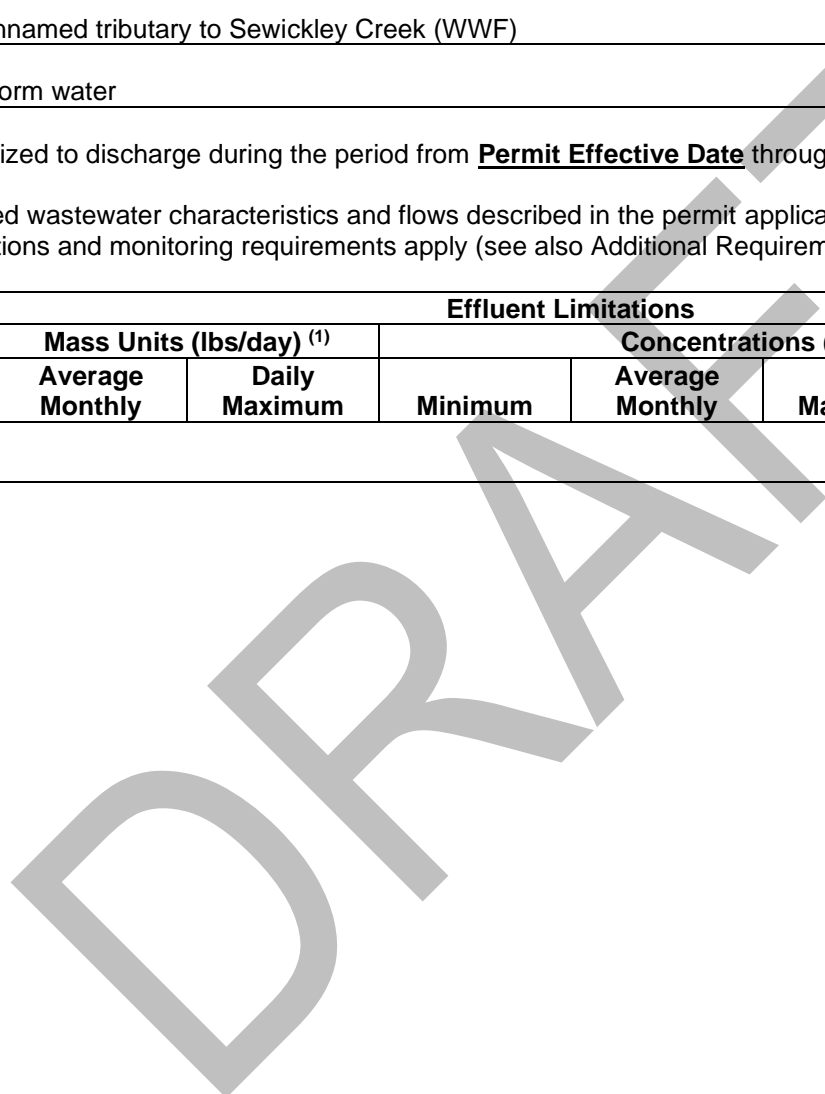 nnamed tributary to Sewickley Creek (WWF)
orm water
ized to discharge during the period from Permit Effective Date throug
ed wastewater characteristics and flows described in the permit applica
tions and monitoring requirements apply (see also Additional Requirem
Effluent Limitations
Mass Units (lbs/day) (1) Concentrations (
Average Monthly Daily Maximum Minimum Average Monthly Ma
DRAFT